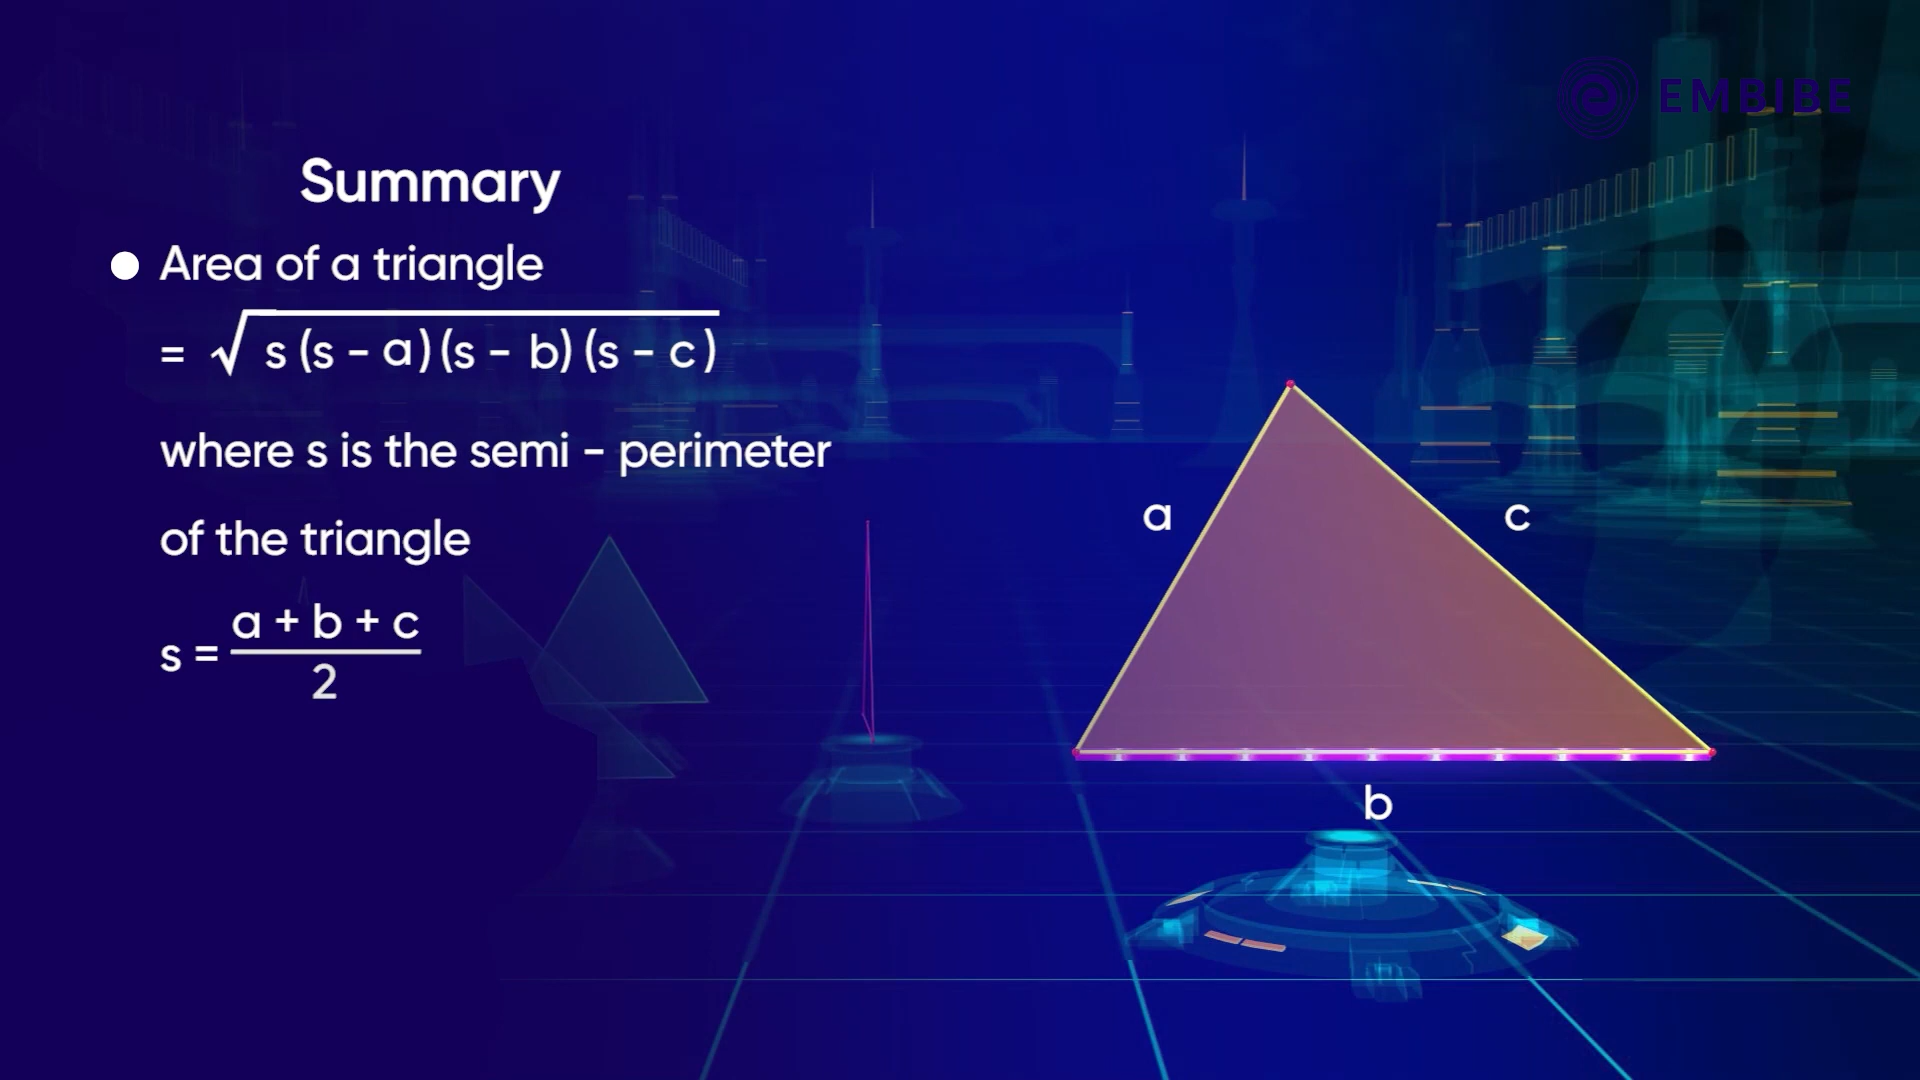 EMBIBE
Summary
● Area of a triangle
= √ s (s - a) (s - b) (s - c)
where s is the semi - perimeter
of the triangle
s = a + b + c
2
a
c
b